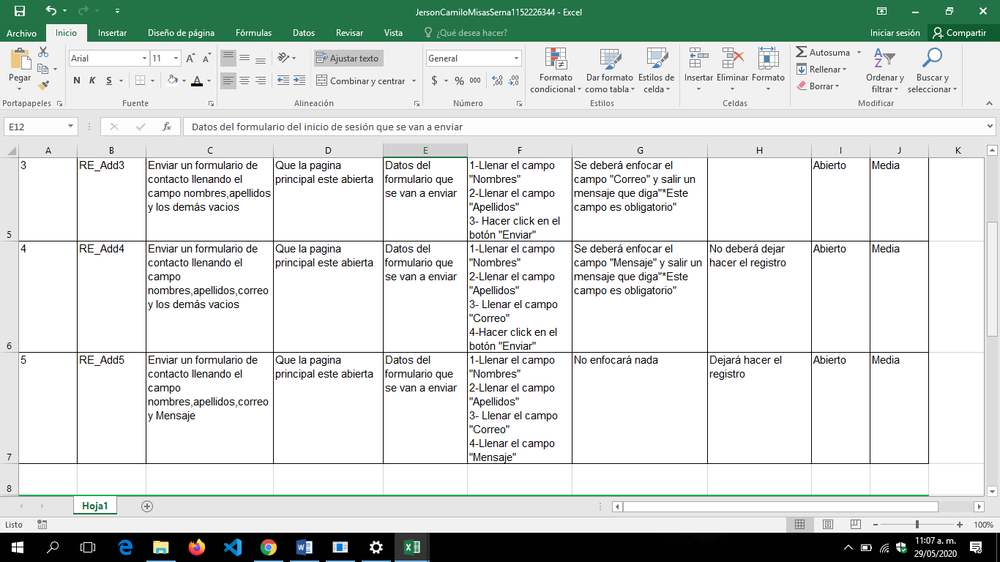 JersonCamiloMisasSerna1152226344 - Excel
Archivo Inicio Insertar Diseño de página Fórmulas Datos Revisar Vista ¿Qué desea hacer? Iniciar sesión Compartir
Pegar
Arial 11
N K S
Ajustar texto
Combinar y centrar
General
$ % 000
Formato condicional
Dar formato como tabla
Estilos de celda
Insertar Eliminar Formato
Autosuma
Rellenar
Borrar
Ordenar y filtrar
Buscar y seleccionar
Portapapeles Fuente Alineación Número Estilos Celdas Modificar
E12 fx Datos del formulario del inicio de sesión que se van a enviar
A B C D E F G H I J K
5
3
RE_Add3
Enviar un formulario de
contacto llenando el
campo nombres,apellidos
y los demás vacios
Que la pagina
principal este abierta
Datos del
formulario que
se van a enviar
1-Llenar el campo
"Nombres"
2-Llenar el campo
"Apellidos"
3- Hacer click en el
botón "Enviar"
Se deberá enfocar el
campo "Correo" y salir un
mensaje que diga"*Este
campo es obligatorio"
Abierto
Media
6
4
RE_Add4
Enviar un formulario de
contacto llenando el
campo
nombres,apellidos,correo
y los demás vacios
Que la pagina
principal este abierta
Datos del
formulario que
se van a enviar
1-Llenar el campo
"Nombres"
2-Llenar el campo
"Apellidos"
3- Llenar el campo
"Correo"
4-Hacer click en el
botón "Enviar"
Se deberá enfocar el
campo "Mensaje" y salir un
mensaje que diga"*Este
campo es obligatorio"
No deberá dejar
hacer el registro
Abierto
Media
7
5
RE_Add5
Enviar un formulario de
contacto llenando el
campo
nombres,apellidos,correo
y Mensaje
Que la pagina
principal este abierta
Datos del
formulario que
se van a enviar
1-Llenar el campo
"Nombres"
2-Llenar el campo
"Apellidos"
3- Llenar el campo
"Correo"
4-Llenar el campo
"Mensaje"
No enfocará nada
Dejará hacer el
registro
Abierto
Media
8
Hoja1
Listo
100%
11:07 a. m.
29/05/2020